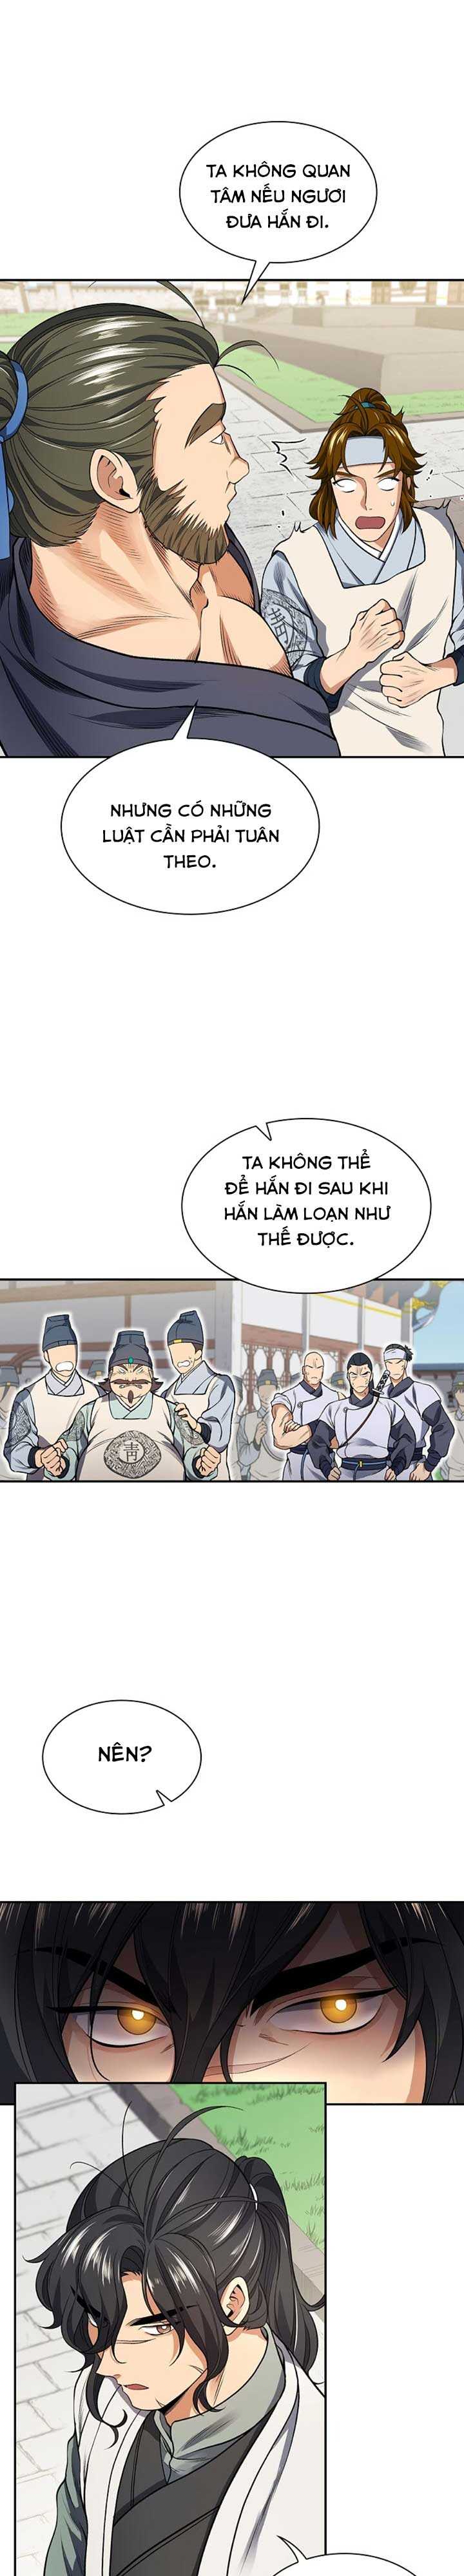 TA KHÔNG QUAN
TÂM NẾU NGƯƠI
ĐƯA HẮN ĐI.
NHƯNG CÓ NHỮNG
LUẬT CẦN PHẢI TUÂN
THEO.
TA KHÔNG THỂ
ĐỂ HẮN ĐI SAU KHI
HẮN LÀM LOẠN NHƯ
THẾ ĐƯỢC.
青
NÊN?